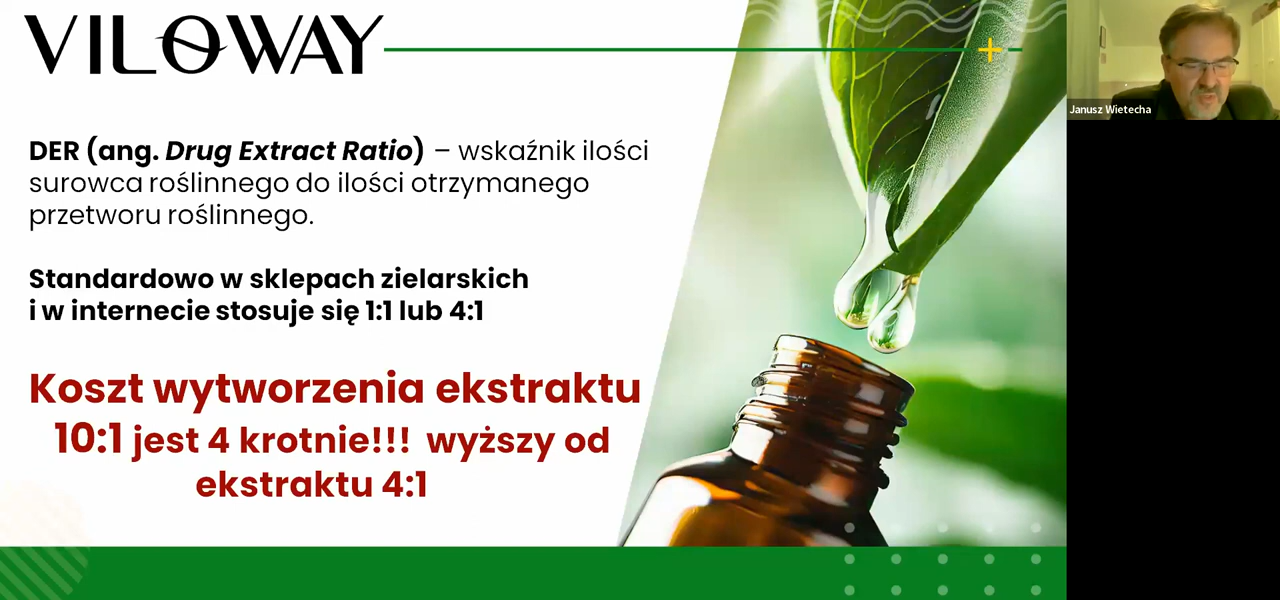 VILOWAY
Janusz Wietecha
DER (ang. Drug Extract Ratio) – wskaźnik ilości
surowca roślinnego do ilości otrzymanego
przetworu roślinnego.
Standardowo w sklepach zielarskich
i w internecie stosuje się 1:1 lub 4:1
Koszt wytworzenia ekstraktu
10:1 jest 4 krotnie!!! wyższy od
ekstraktu 4:1